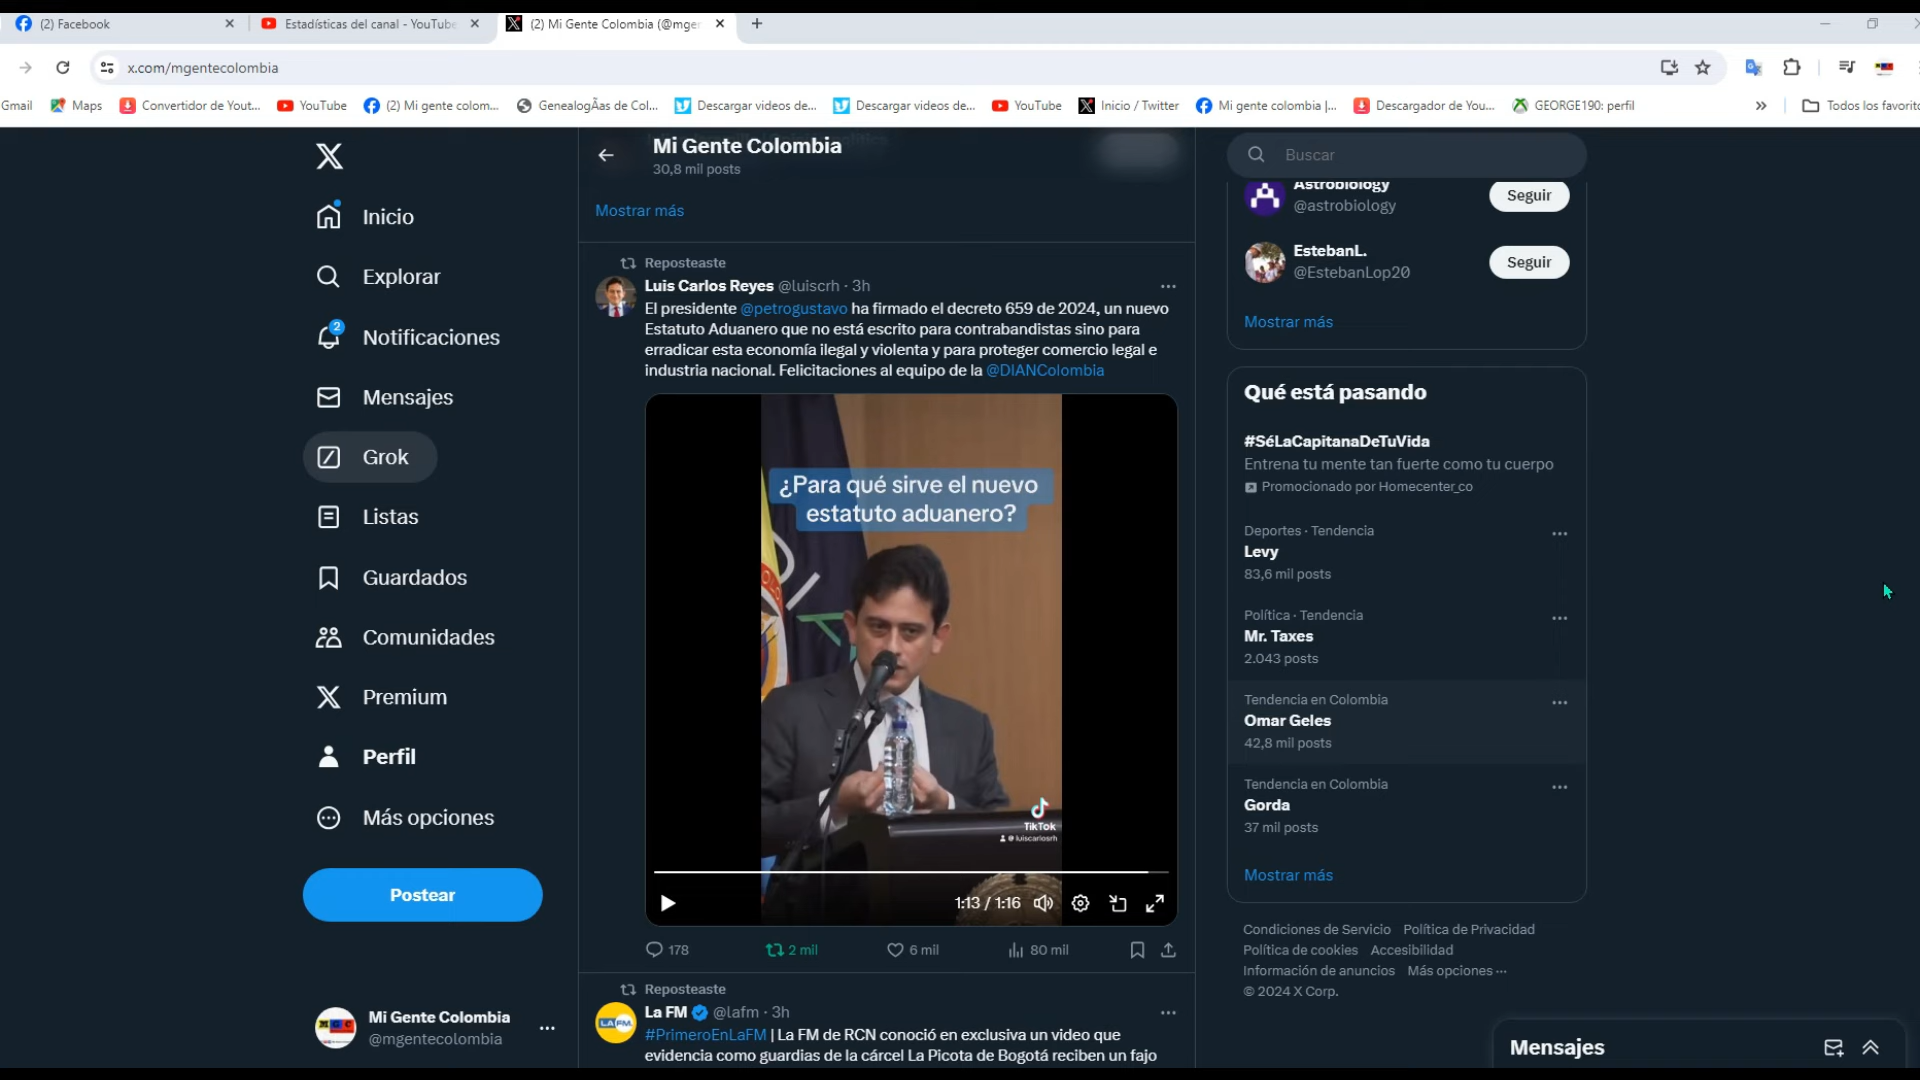 (2) Facebook
Estadísticas del canal - YouTube
(2) Mi Gente Colombia (@mger
x.com/mgentecolombia
Gmail
Maps
Convertidor de Yout...
YouTube
(2) Mi gente colom...
GenealogÃas de Col...
Descargar videos de...
Descargar videos de...
YouTube
Inicio / Twitter
Mi gente colombia |...
Descargador de You...
GEORGE190: perfil
Todos los favorito
Inicio
Explorar
2
Notificaciones
Mensajes
Grok
Listas
Guardados
Comunidades
Premium
Perfil
Más opciones
Postear
Mi Gente Colombia
@mgentecolombia
Mi Gente Colombia
30,8 mil posts
Mostrar más
Reposteaste
Luis Carlos Reyes @luiscrh · 3h
El presidente @petrogustavo ha firmado el decreto 659 de 2024, un nuevo
Estatuto Aduanero que no está escrito para contrabandistas sino para
erradicar esta economía ilegal y violenta y para proteger comercio legal e
industria nacional. Felicitaciones al equipo de la @DIANColombia
¿Para qué sirve el nuevo
estatuto aduanero?
TikTok
@luiscarlosrh
1:13 / 1:16
178
2 mil
6 mil
80 mil
Reposteaste
LA FM
La FM @lafm · 3h
#PrimeroEnLaFM | La FM de RCN conoció en exclusiva un video que
evidencia como guardias de la cárcel La Picota de Bogotá reciben un fajo
Buscar
Astrobiology
@astrobiology
Seguir
EstebanL.
@EstebanLop20
Seguir
Mostrar más
Qué está pasando
#SéLaCapitanaDeTuVida
Entrena tu mente tan fuerte como tu cuerpo
Promocionado por Homecenter_co
Deportes · Tendencia
Levy
83,6 mil posts
Política · Tendencia
Mr. Taxes
2.043 posts
Tendencia en Colombia
Omar Geles
42,8 mil posts
Tendencia en Colombia
Gorda
37 mil posts
Mostrar más
Condiciones de Servicio Política de Privacidad
Política de cookies Accesibilidad
Información de anuncios Más opciones ···
© 2024 X Corp.
Mensajes